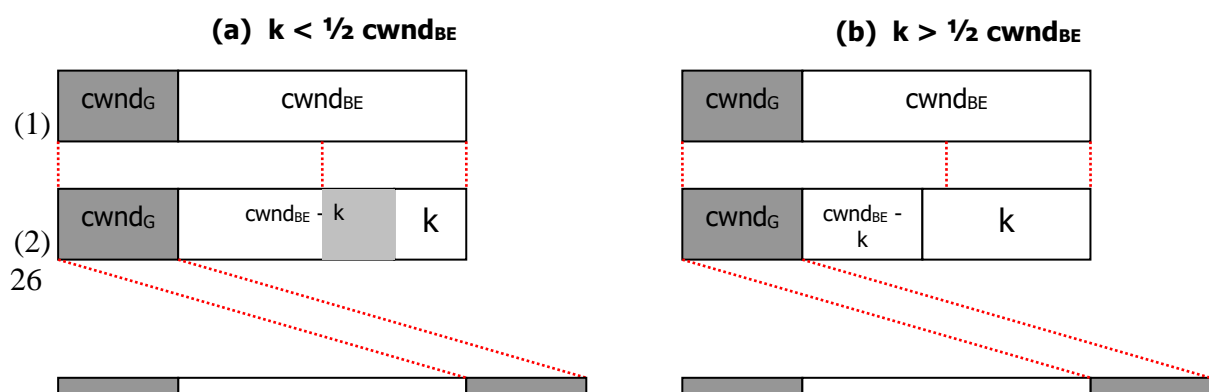 (a) k < ½ cwndBE
(b) k > ½ cwndBE
(1)
cwndG
cwndBE
cwndG
cwndBE
(2)
26
cwndG
cwndBE - k
k
cwndG
cwndBE -
k
k